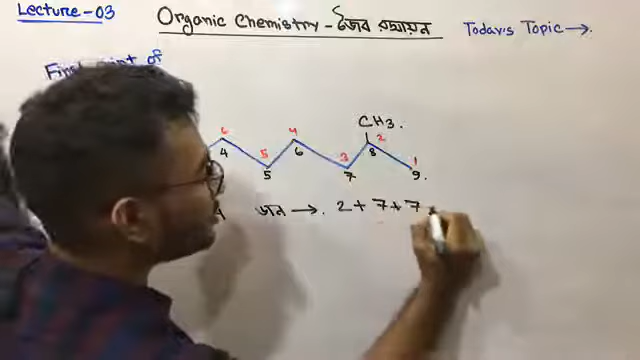 Lecture-03
Organic Chemistry - জৈব রসায়ন
Today's Topic →.
First point of
CH3.
6 4 2
5 3 1
4 6 8
5 7 9.
জন → . 2 + 7 + 7